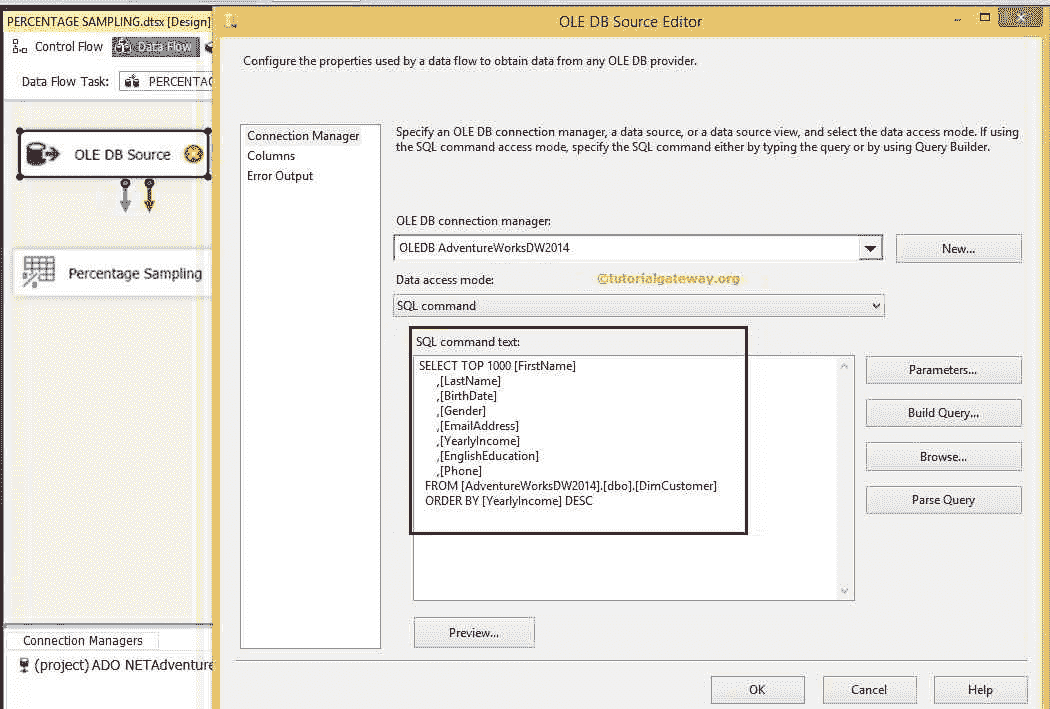 PERCENTAGE SAMPLING.dtsx [Design]
OLE DB Source Editor
Control Flow
Data Flow
Data Flow Task:
Configure the properties used by a data flow to obtain data from any OLE DB provider.
OLE DB Source
Percentage Sampling
Connection Manager
Columns
Error Output
Specify an OLE DB connection manager, a data source, or a data source view, and select the data access mode. If using
the SQL command access mode, specify the SQL command either by typing the query or by using Query Builder.
OLE DB connection manager:
OLEDB AdventureWorksDW2014
New...
Data access mode:
©tutorialgateway.org
SQL command
SQL command text:
SELECT TOP 1000 [FirstName]
,[LastName]
,[BirthDate]
,[Gender]
,[EmailAddress]
,[YearlyIncome]
,[EnglishEducation]
,[Phone]
FROM [AdventureWorksDW2014].[dbo].[DimCustomer]
ORDER BY [YearlyIncome] DESC
Parameters...
Build Query...
Browse...
Parse Query
Preview...
Connection Managers
(project) ADO NETAdventure
OK
Cancel
Help